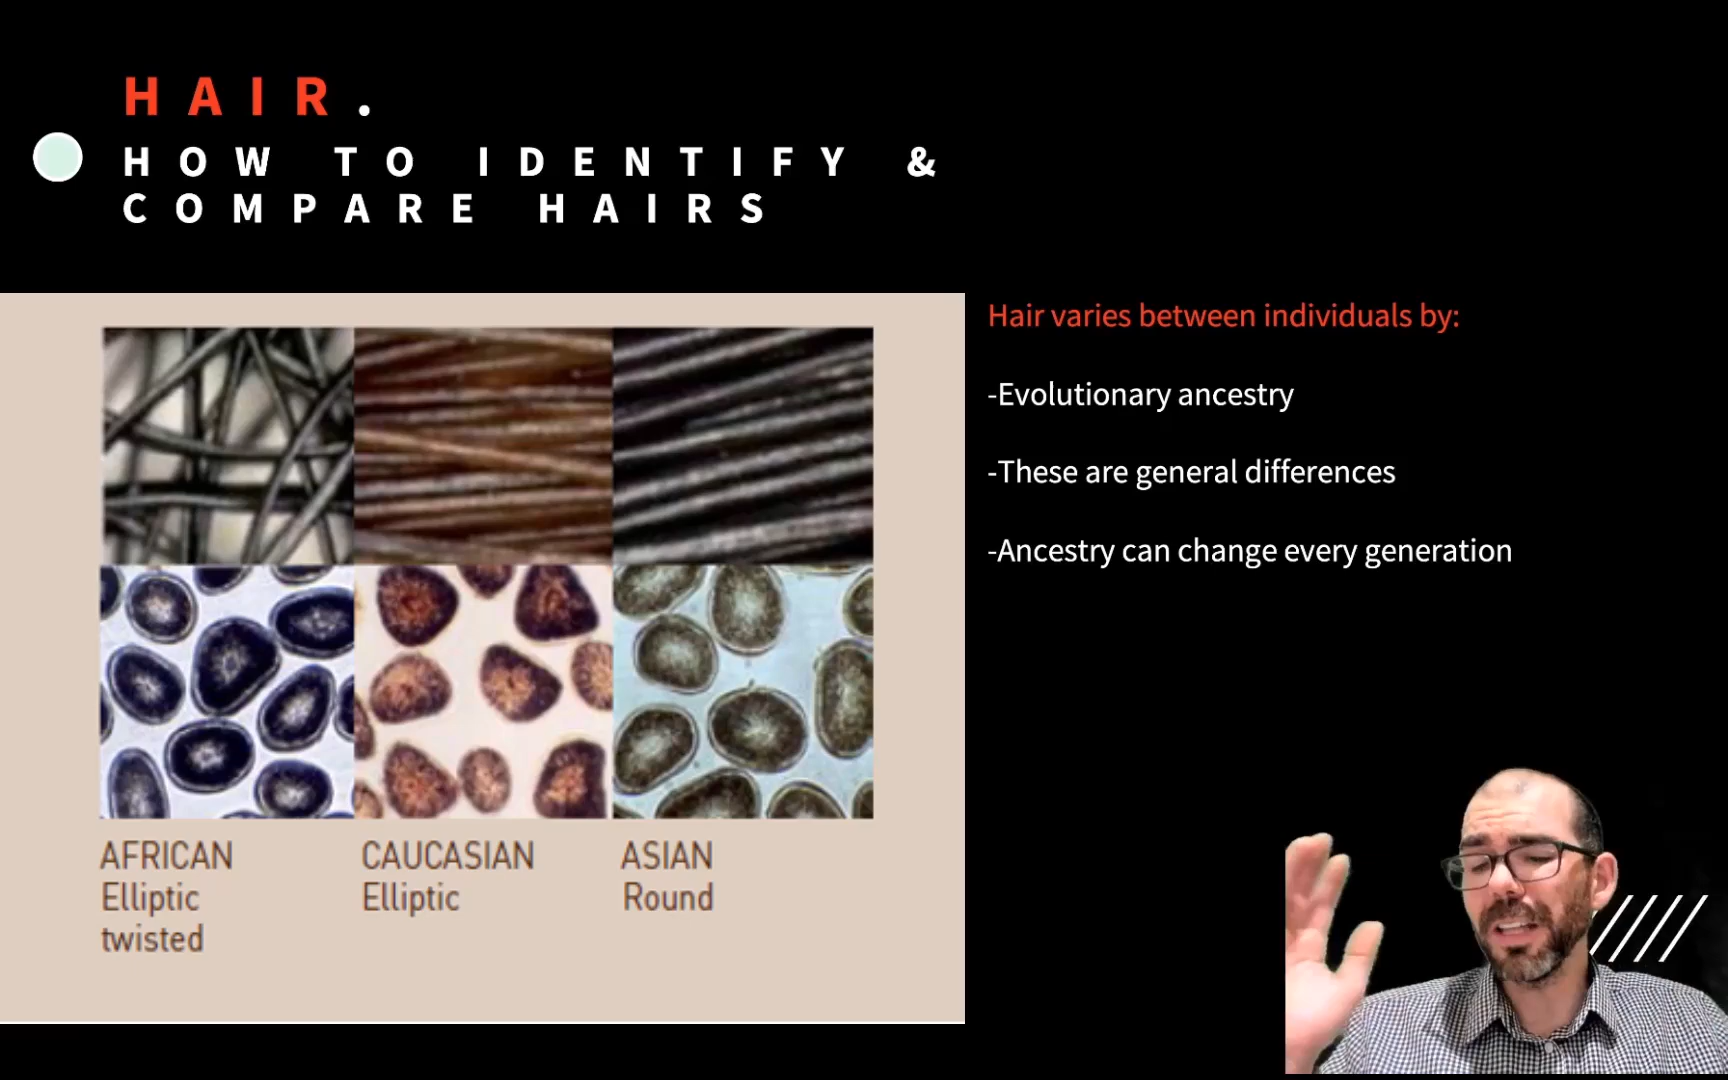 HAIR.
HOW TO IDENTIFY &
COMPARE HAIRS
Hair varies between individuals by:
-Evolutionary ancestry
-These are general differences
-Ancestry can change every generation
AFRICAN
Elliptic
twisted
CAUCASIAN
Elliptic
ASIAN
Round